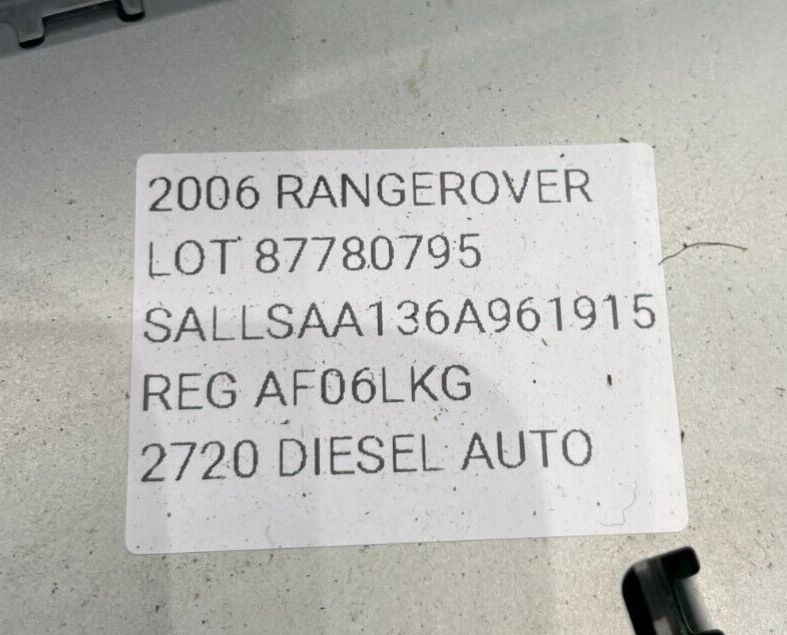 2006 RANGEROVER
LOT 87780795
SALLSAA136A961915
REG AF06LKG
2720 DIESEL AUTO